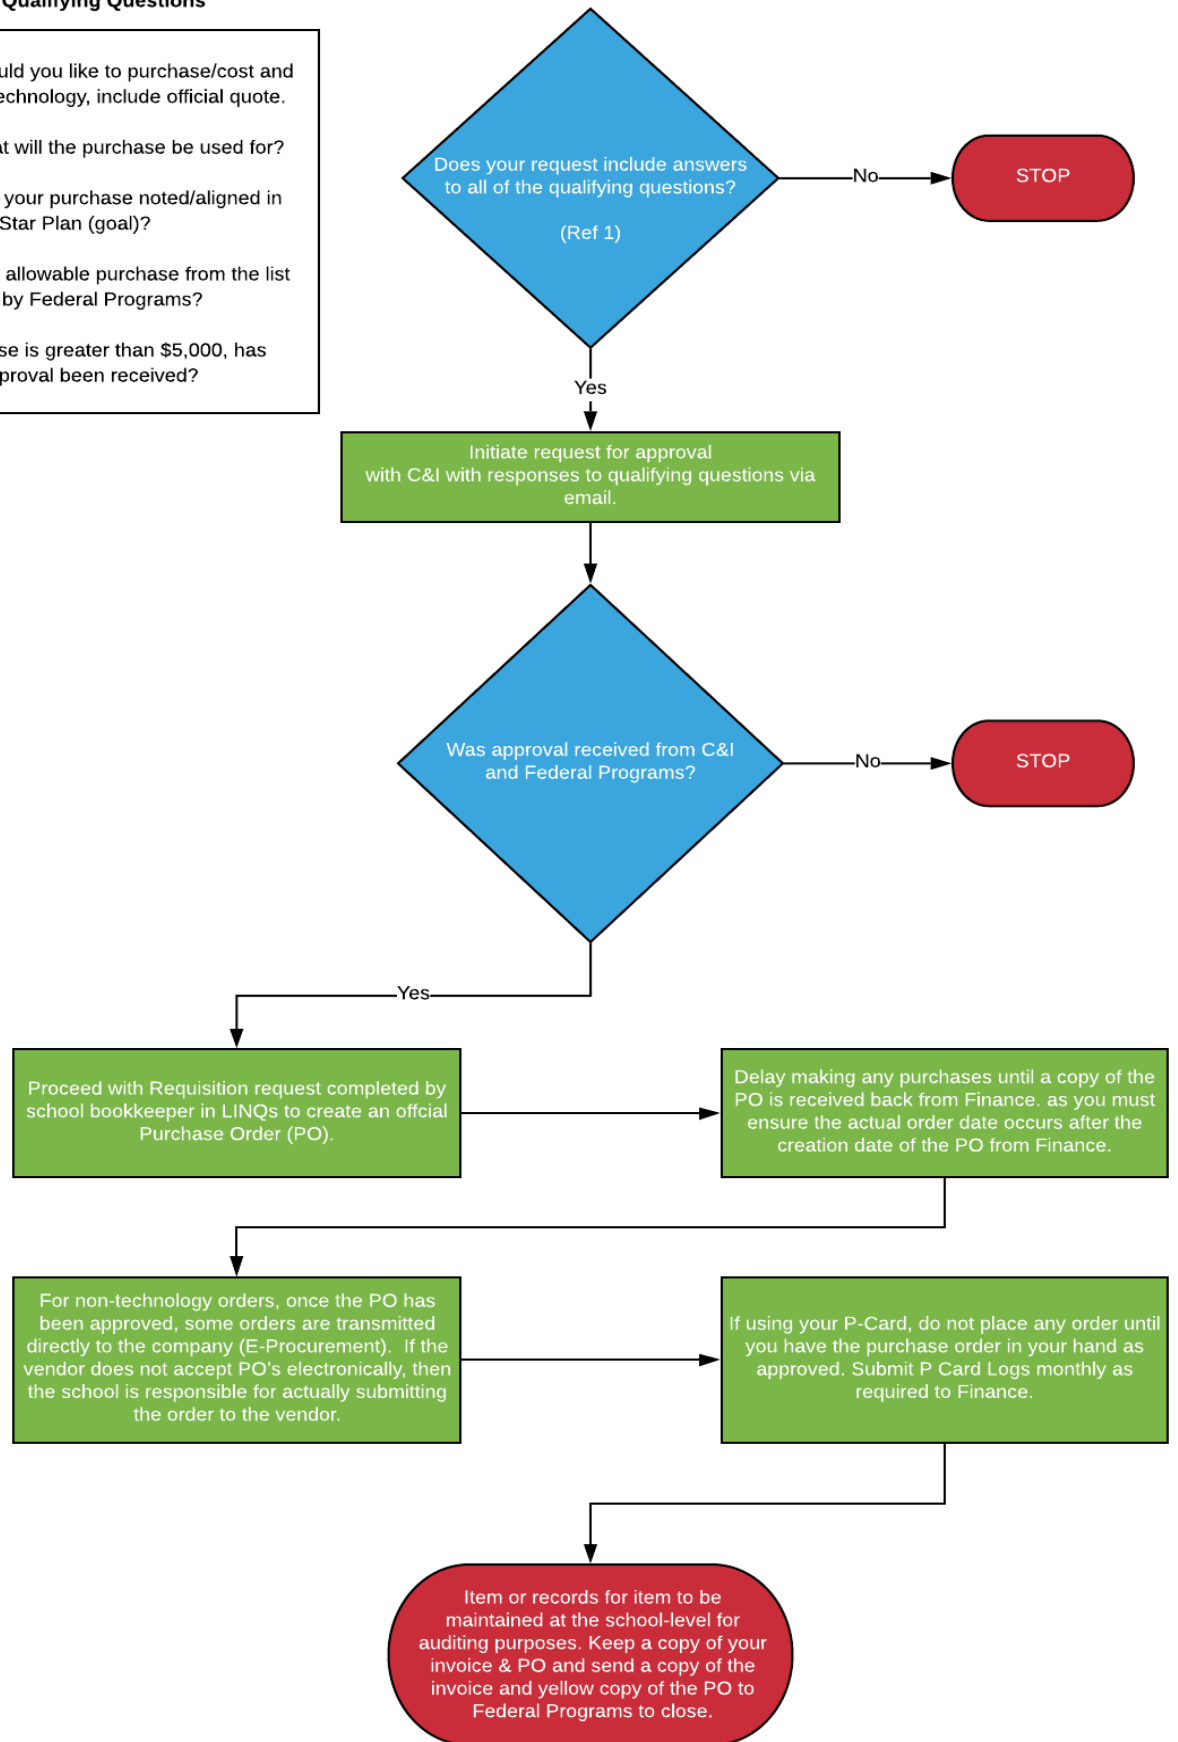 Qualifying Questions
you like to purchase/cost and
include official quote.
will the purchase be used for?
your purchase noted/aligned in
Star Plan (goal)?
allowable purchase from the list
by Federal Programs?
is greater than $5,000, has
been received?
Does your request include answers
to all of the qualifying questions?
(Ref 1)
No
STOP
Yes
Initiate request for approval
with C&I with responses to qualifying questions via
email.
Was approval received from C&I
and Federal Programs?
No
STOP
Yes
Proceed with Requisition request completed by
school bookkeeper in LINQs to create an offcial
Purchase Order (PO).
Delay making any purchases until a copy of the
PO is received back from Finance. as you must
ensure the actual order date occurs after the
creation date of the PO from Finance.
For non-technology orders, once the PO has
been approved, some orders are transmitted
directly to the company (E-Procurement).  If the
vendor does not accept PO's electronically, then
the school is responsible for actually submitting
the order to the vendor.
If using your P-Card, do not place any order until
you have the purchase order in your hand as
approved. Submit P Card Logs monthly as
required to Finance.
Item or records for item to be
maintained at the school-level for
auditing purposes. Keep a copy of your
invoice & PO and send a copy of the
invoice and yellow copy of the PO to
Federal Programs to close.